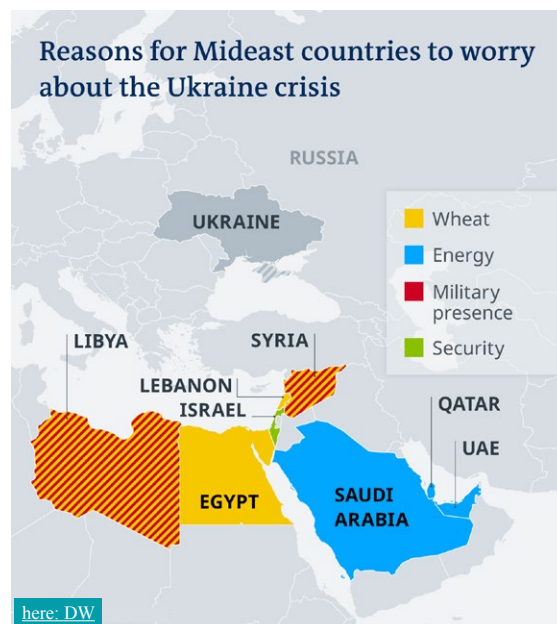 Reasons for Mideast countries to worry
about the Ukraine crisis
RUSSIA
UKRAINE
Wheat
Energy
Military
presence
Security
LIBYA
SYRIA
LEBANON
ISRAEL
QATAR
UAE
EGYPT
SAUDI
ARABIA
here: DW